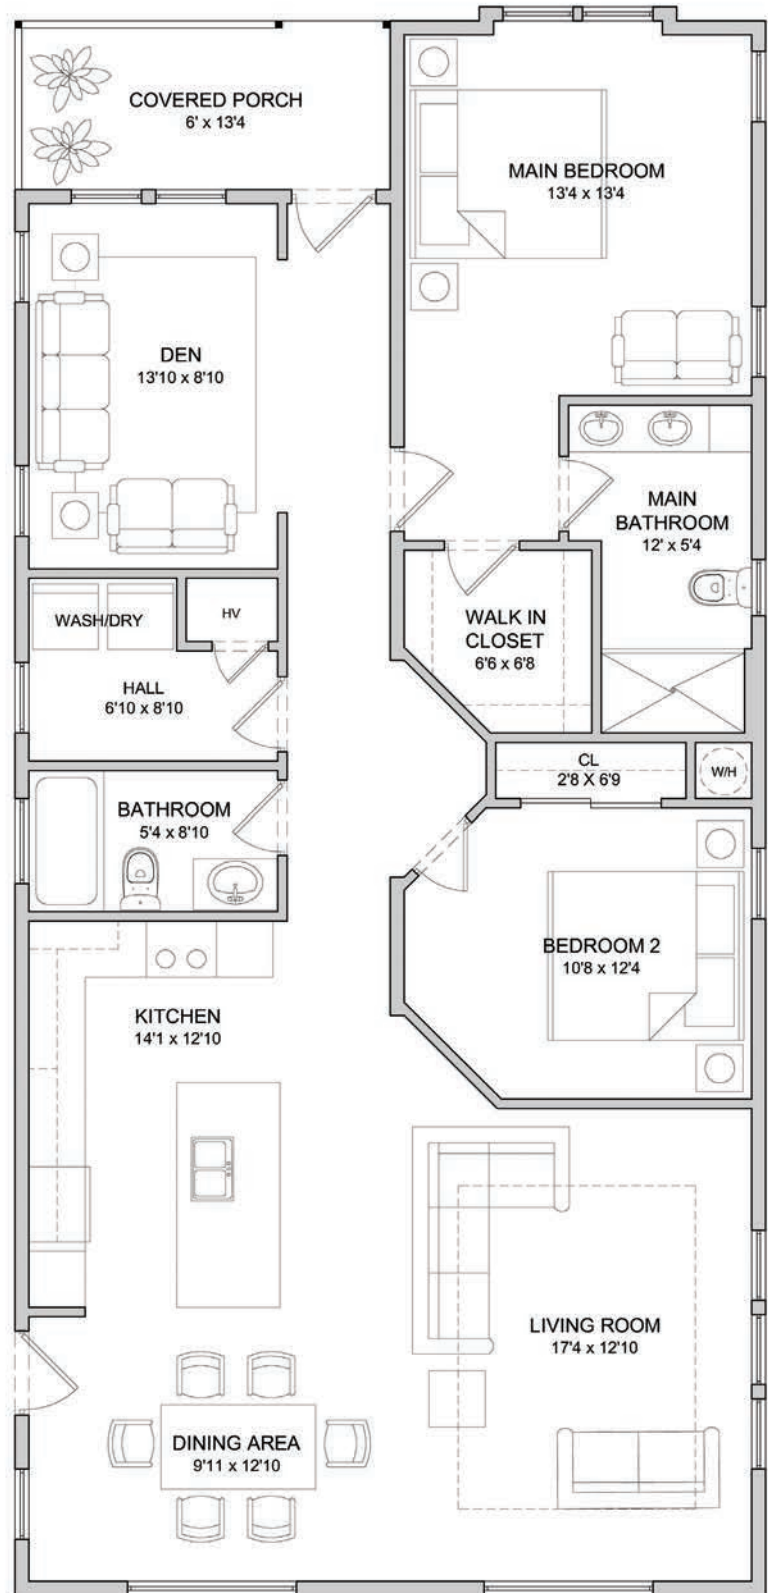 COVERED PORCH
6' x 13'4
MAIN BEDROOM
13'4 x 13'4
DEN
13'10 x 8'10
MAIN
BATHROOM
12' x 5'4
WASH/DRY
HV
WALK IN
CLOSET
6'6 x 6'8
HALL
6'10 x 8'10
CL
2'8 X 6'9
W/H
BATHROOM
5'4 x 8'10
BEDROOM 2
10'8 x 12'4
KITCHEN
14'1 x 12'10
LIVING ROOM
17'4 x 12'10
DINING AREA
9'11 x 12'10